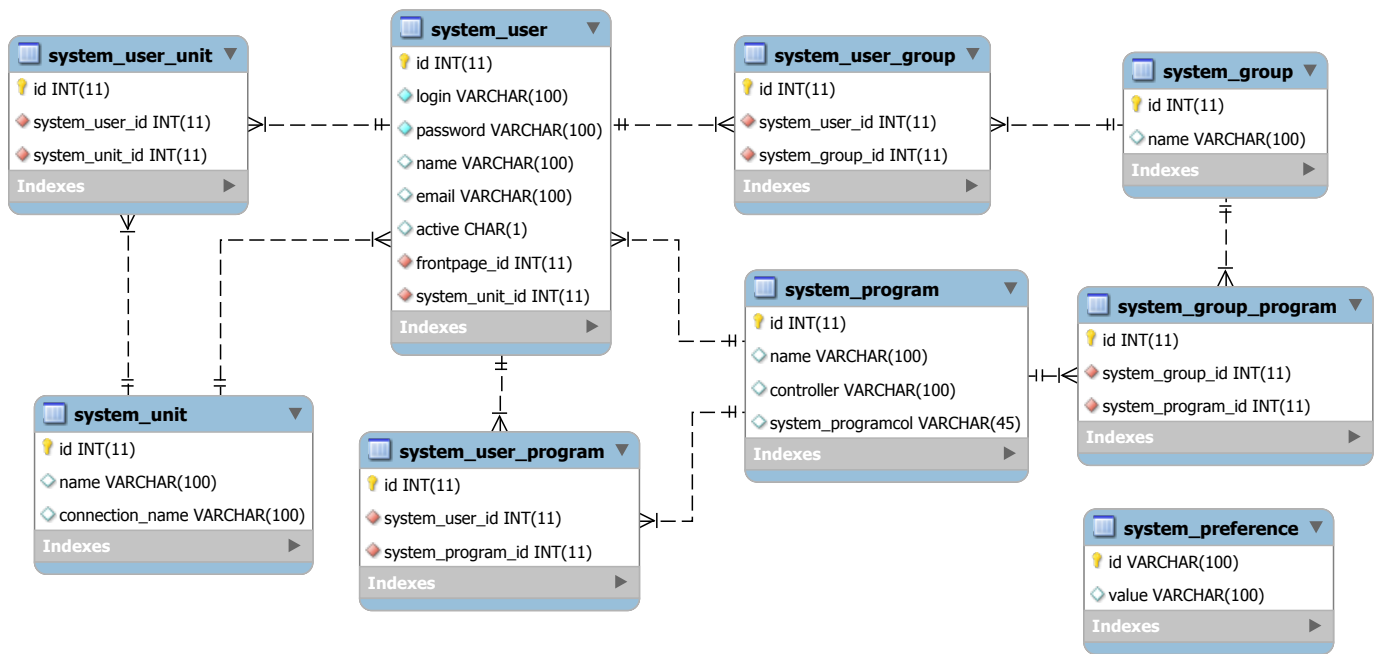 system_user_unit
id INT(11)
system_user_id INT(11)
system_unit_id INT(11)
Indexes
system_user
id INT(11)
login VARCHAR(100)
password VARCHAR(100)
name VARCHAR(100)
email VARCHAR(100)
active CHAR(1)
frontpage_id INT(11)
system_unit_id INT(11)
Indexes
system_user_group
id INT(11)
system_user_id INT(11)
system_group_id INT(11)
Indexes
system_group
id INT(11)
name VARCHAR(100)
Indexes
system_program
id INT(11)
name VARCHAR(100)
controller VARCHAR(100)
system_programcol VARCHAR(45)
Indexes
system_group_program
id INT(11)
system_group_id INT(11)
system_program_id INT(11)
Indexes
system_unit
id INT(11)
name VARCHAR(100)
connection_name VARCHAR(100)
Indexes
system_user_program
id INT(11)
system_user_id INT(11)
system_program_id INT(11)
Indexes
system_preference
id VARCHAR(100)
value VARCHAR(100)
Indexes